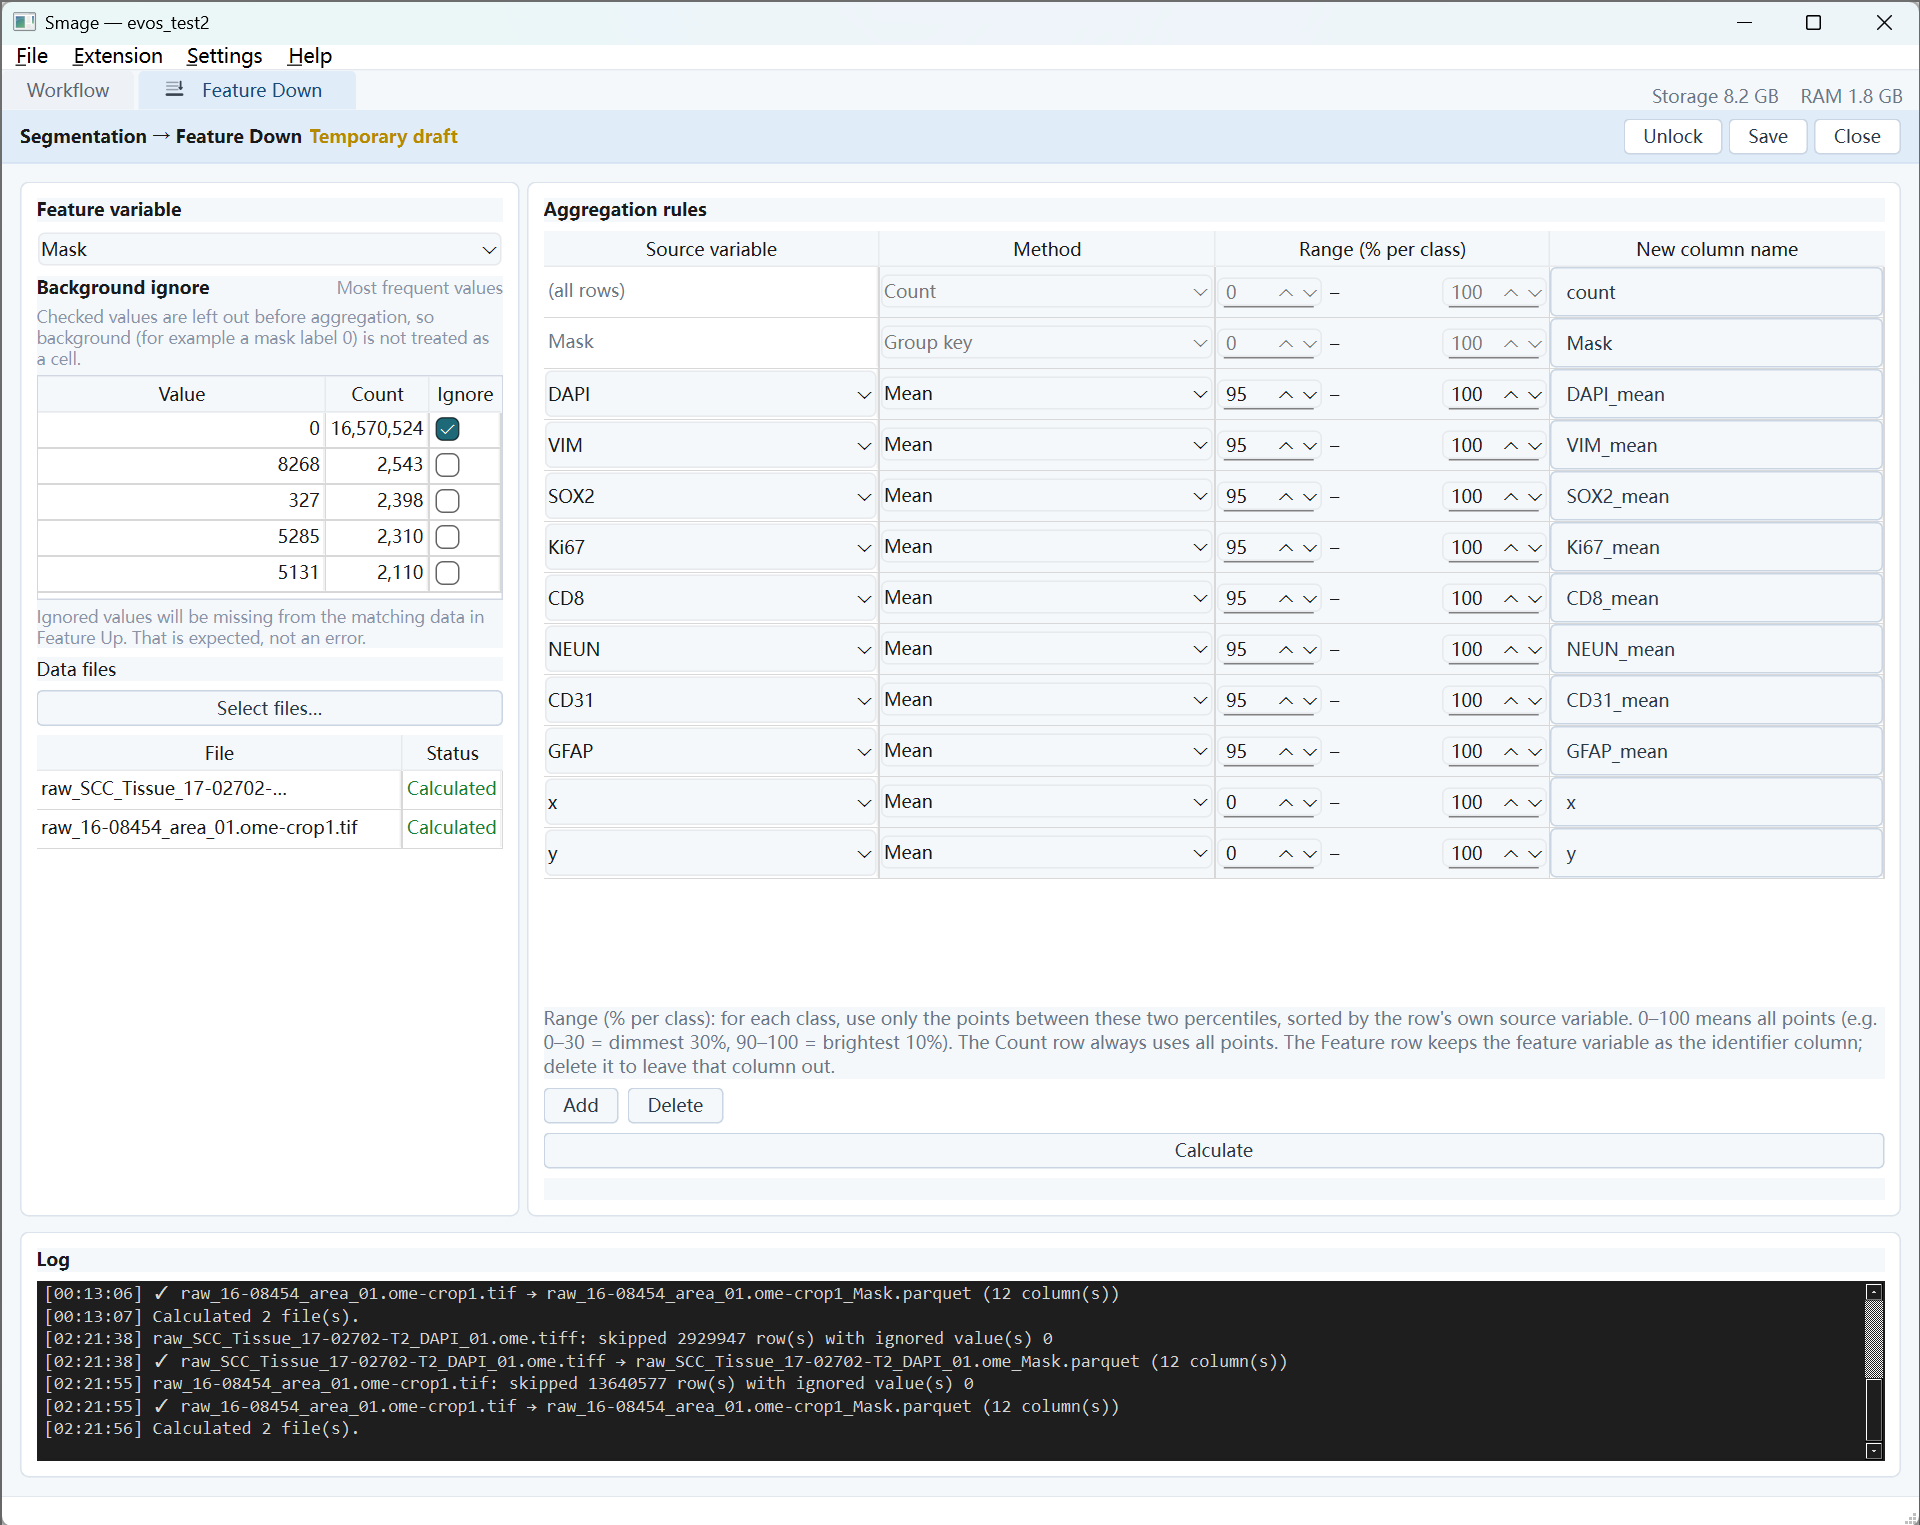 Smage — evos_test2
File Extension Settings Help
Workflow Feature Down Storage 8.2 GB RAM 1.8 GB
Segmentation → Feature Down Temporary draft Unlock Save Close
Feature variable
Mask
Background ignore Most frequent values
Checked values are left out before aggregation, so
background (for example a mask label 0) is not treated as
a cell.
Value Count Ignore
0 16,570,524
8268 2,543
327 2,398
5285 2,310
5131 2,110
Ignored values will be missing from the matching data in
Feature Up. That is expected, not an error.
Data files
Select files...
File Status
raw_SCC_Tissue_17-02702-... Calculated
raw_16-08454_area_01.ome-crop1.tif Calculated
Aggregation rules
Source variable Method Range (% per class) New column name
(all rows) Count 0 – 100 count
Mask Group key 0 – 100 Mask
DAPI Mean 95 – 100 DAPI_mean
VIM Mean 95 – 100 VIM_mean
SOX2 Mean 95 – 100 SOX2_mean
Ki67 Mean 95 – 100 Ki67_mean
CD8 Mean 95 – 100 CD8_mean
NEUN Mean 95 – 100 NEUN_mean
CD31 Mean 95 – 100 CD31_mean
GFAP Mean 95 – 100 GFAP_mean
x Mean 0 – 100 x
y Mean 0 – 100 y
Range (% per class): for each class, use only the points between these two percentiles, sorted by the row's own source variable. 0–100 means all points (e.g.
0–30 = dimmest 30%, 90–100 = brightest 10%). The Count row always uses all points. The Feature row keeps the feature variable as the identifier column;
delete it to leave that column out.
Add Delete
Calculate
Log
[00:13:06] ✓ raw_16-08454_area_01.ome-crop1.tif → raw_16-08454_area_01.ome-crop1_Mask.parquet (12 column(s))
[00:13:07] Calculated 2 file(s).
[02:21:38] raw_SCC_Tissue_17-02702-T2_DAPI_01.ome.tiff: skipped 2929947 row(s) with ignored value(s) 0
[02:21:38] ✓ raw_SCC_Tissue_17-02702-T2_DAPI_01.ome.tiff → raw_SCC_Tissue_17-02702-T2_DAPI_01.ome_Mask.parquet (12 column(s))
[02:21:55] raw_16-08454_area_01.ome-crop1.tif: skipped 13640577 row(s) with ignored value(s) 0
[02:21:55] ✓ raw_16-08454_area_01.ome-crop1.tif → raw_16-08454_area_01.ome-crop1_Mask.parquet (12 column(s))
[02:21:56] Calculated 2 file(s).